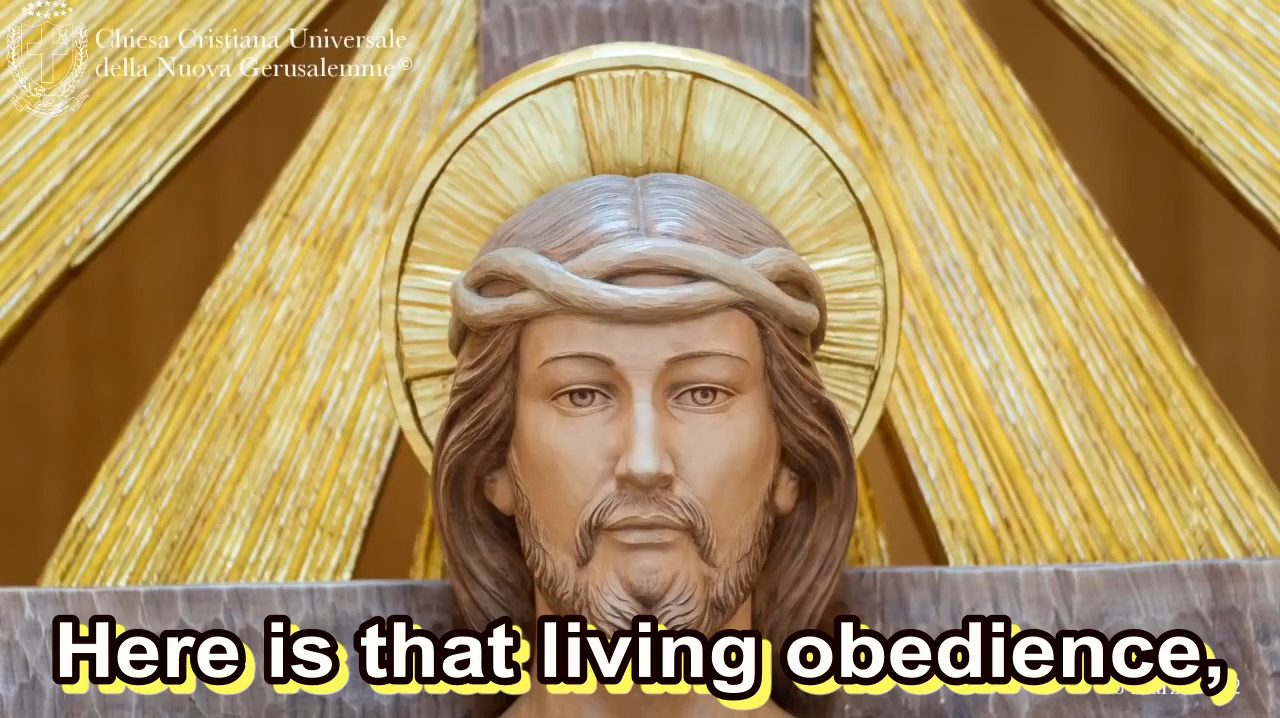 Chiesa Cristiana Universale
della Nuova Gerusalemme©
Here is that living obedience,